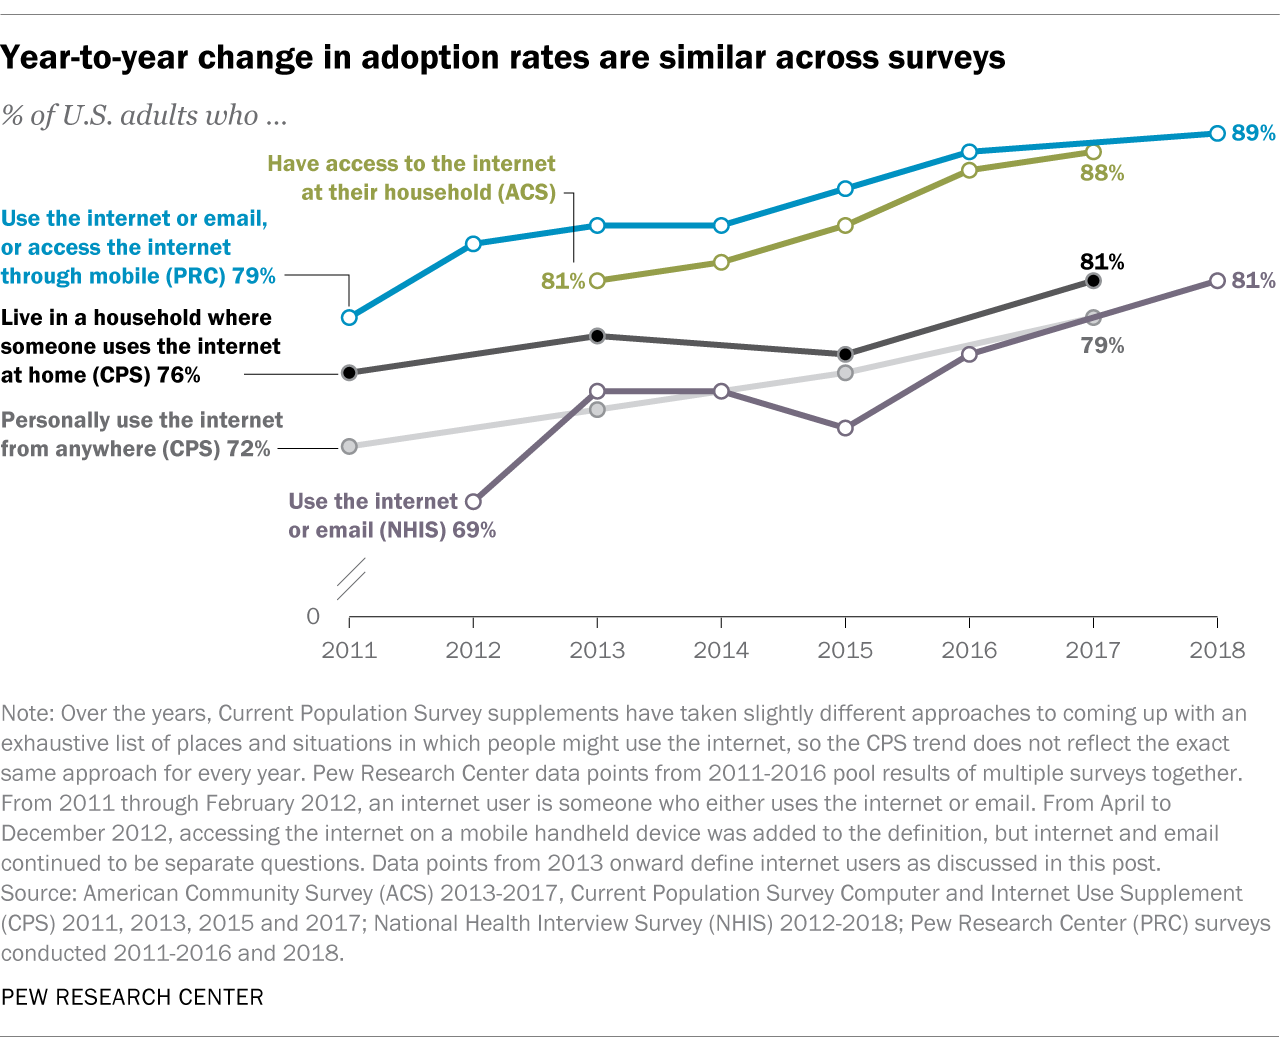 Year-to-year change in adoption rates are similar across surveys
% of U.S. adults who ...
89%
Have access to the internet
at their household (ACS)
88%
Use the internet or email,
or access the internet
through mobile (PRC) 79%
81%
81%
81%
Live in a household where
someone uses the internet
at home (CPS) 76%
79%
Personally use the internet
from anywhere (CPS) 72%
Use the internet
or email (NHIS) 69%
0
2011 2012 2013 2014 2015 2016 2017 2018
Note: Over the years, Current Population Survey supplements have taken slightly different approaches to coming up with an
exhaustive list of places and situations in which people might use the internet, so the CPS trend does not reflect the exact
same approach for every year. Pew Research Center data points from 2011-2016 pool results of multiple surveys together.
From 2011 through February 2012, an internet user is someone who either uses the internet or email. From April to
December 2012, accessing the internet on a mobile handheld device was added to the definition, but internet and email
continued to be separate questions. Data points from 2013 onward define internet users as discussed in this post.
Source: American Community Survey (ACS) 2013-2017, Current Population Survey Computer and Internet Use Supplement
(CPS) 2011, 2013, 2015 and 2017; National Health Interview Survey (NHIS) 2012-2018; Pew Research Center (PRC) surveys
conducted 2011-2016 and 2018.
PEW RESEARCH CENTER